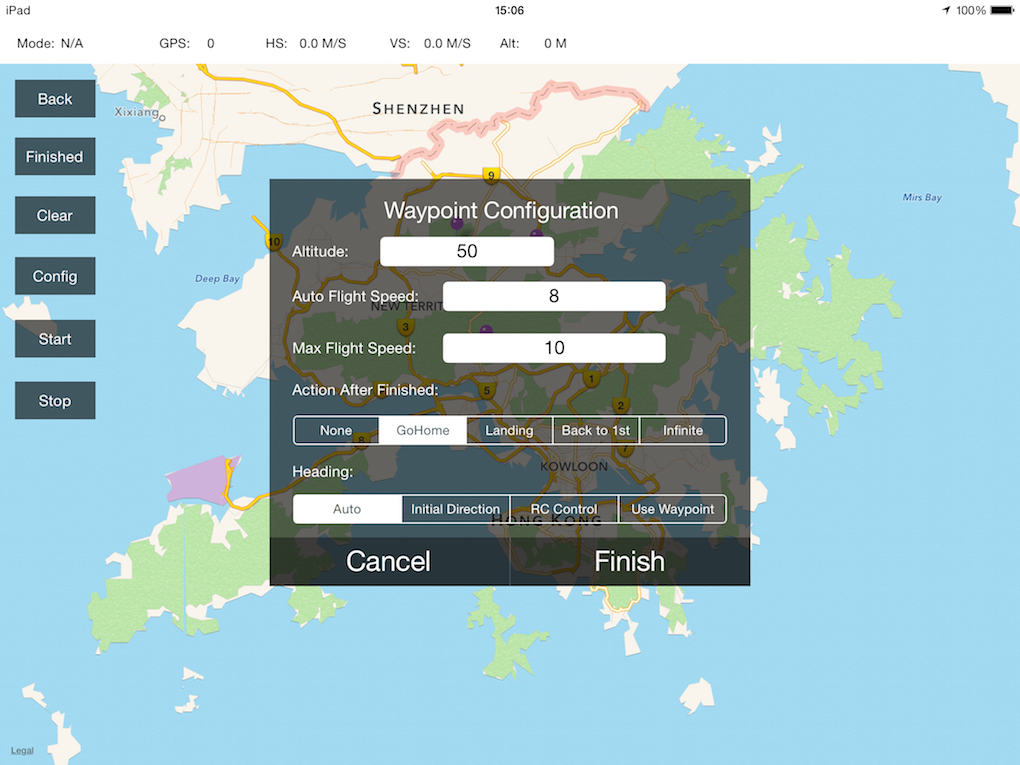 iPad 15:06 100%
Mode: N/A GPS: 0 HS: 0.0 M/S VS: 0.0 M/S Alt: 0 M
Back
Finished
Clear
Config
Start
Stop
SHENZHEN
Xixiang
9
Mirs Bay
10
Deep Bay
Waypoint Configuration
Altitude: 50
Auto Flight Speed: 8
NEW TERRIT
3
Max Flight Speed: 10
1
Action After Finished:
5
2
None GoHome Landing Back to 1st Infinite
8
7
KOWLOON
Heading:
Auto Initial Direction RC Control Use Waypoint
HONG KONG
Cancel Finish
Legal